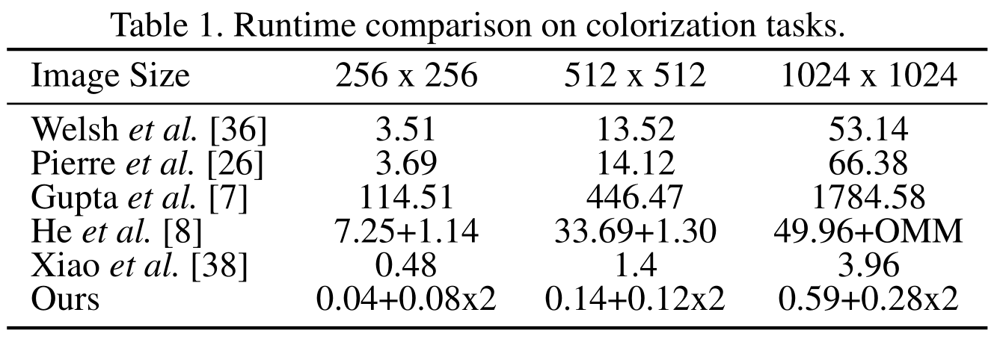 Table 1. Runtime comparison on colorization tasks.
Image Size 256 x 256 512 x 512 1024 x 1024
Welsh et al. [36] 3.51 13.52 53.14
Pierre et al. [26] 3.69 14.12 66.38
Gupta et al. [7] 114.51 446.47 1784.58
He et al. [8] 7.25+1.14 33.69+1.30 49.96+OMM
Xiao et al. [38] 0.48 1.4 3.96
Ours 0.04+0.08x2 0.14+0.12x2 0.59+0.28x2